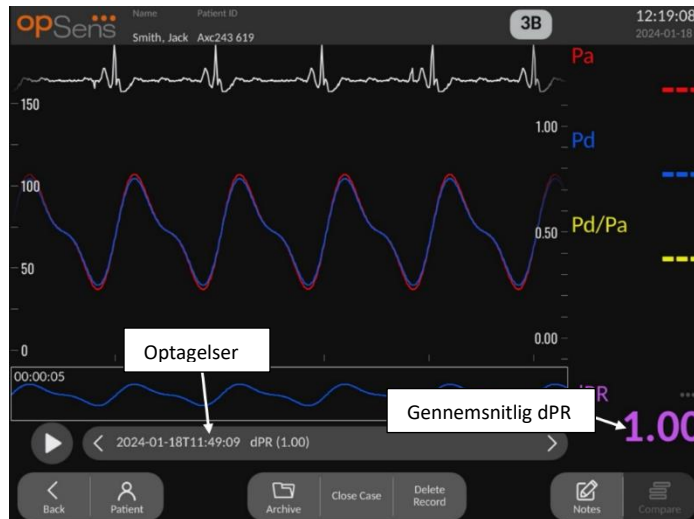 opSens
Name Patient ID
Smith, Jack Axc243 619
3B
12:19:08
2024-01-18
Pa
150
1.00
Pd
100
0.50
Pd/Pa
50
0.00
0
Optagelser
00:00:05
Gennemsnitlig dPR
1.00
2024-01-18T11:49:09 dPR (1.00)
Back
Patient
Archive
Close Case
Delete
Record
Notes
Compare